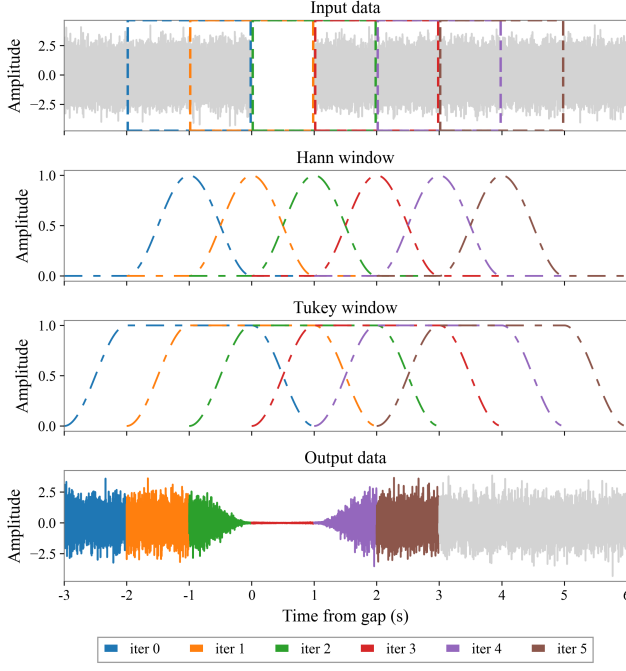 Input data
Amplitude
2.5
0.0
−2.5
Hann window
Amplitude
1.0
0.5
0.0
Tukey window
Amplitude
1.0
0.5
0.0
Output data
Amplitude
2.5
0.0
−2.5
-3 -2 -1 0 1 2 3 4 5 6
Time from gap (s)
iter 0 iter 1 iter 2 iter 3 iter 4 iter 5